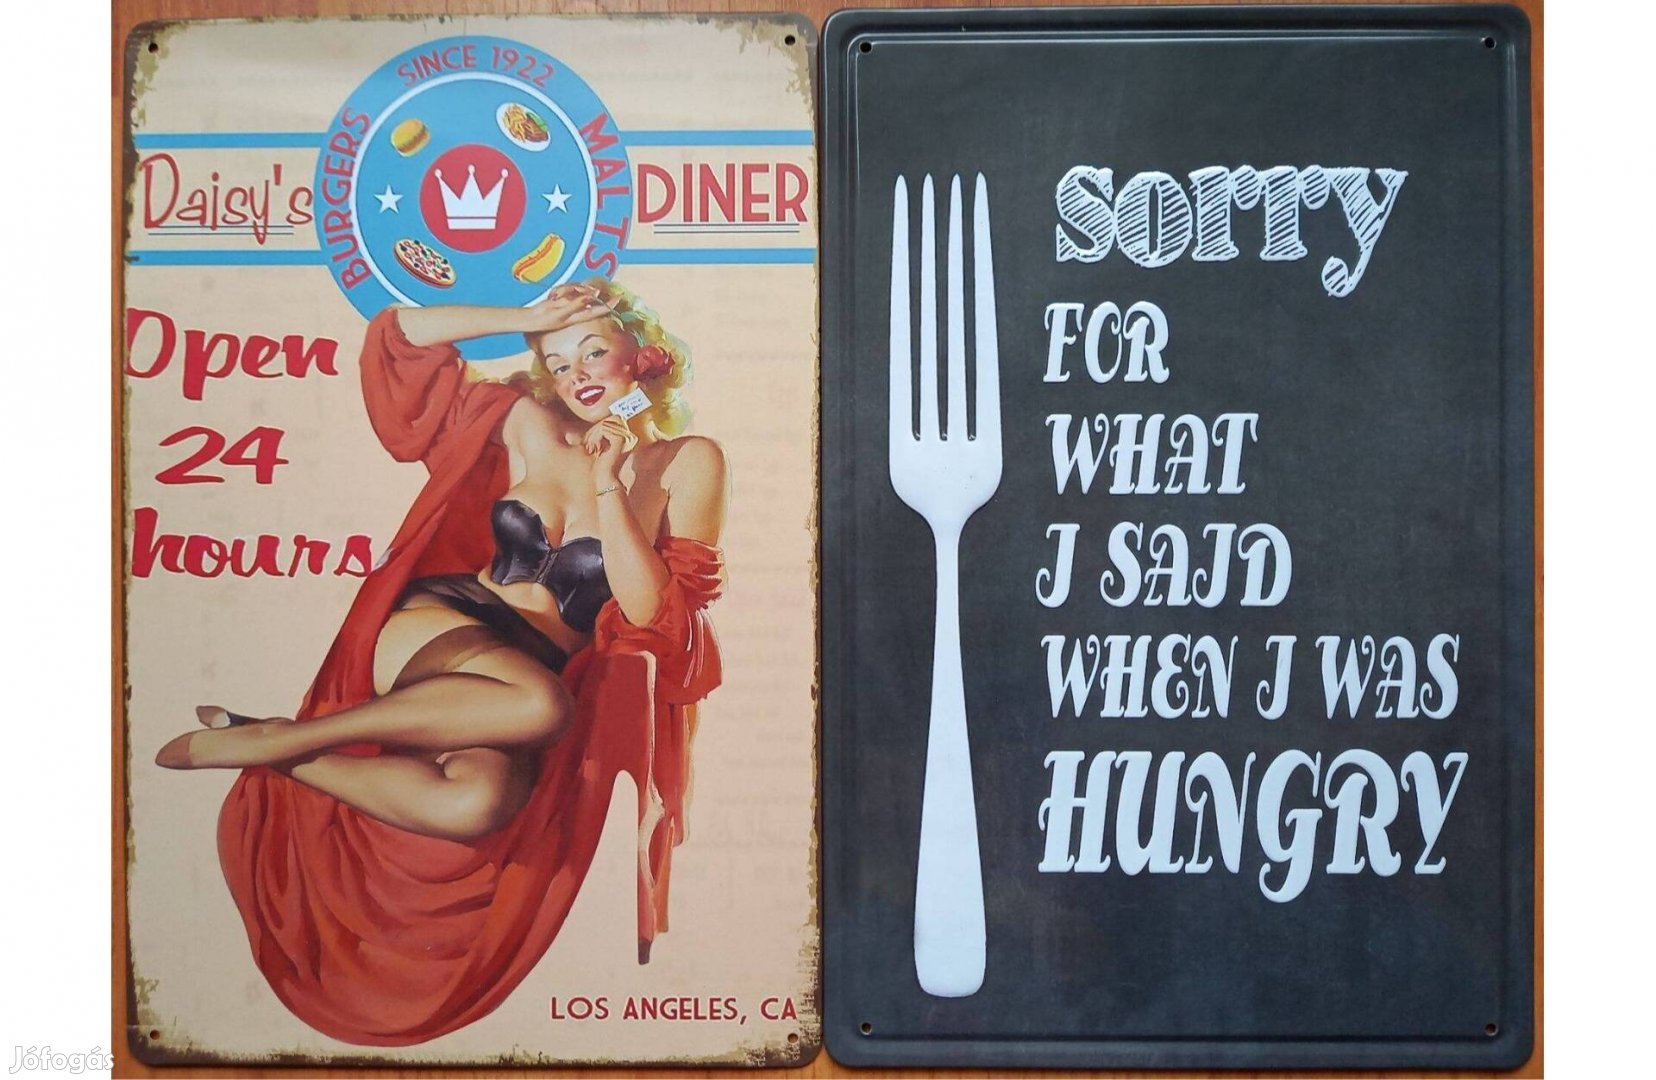 SINCE 1922
BURGERS
MALTS
Daisy's
DINER
Open
24
hours
LOS ANGELES, CA
sorry
FOR
WHAT
I SAID
WHEN I WAS
HUNGRY
Jófogás